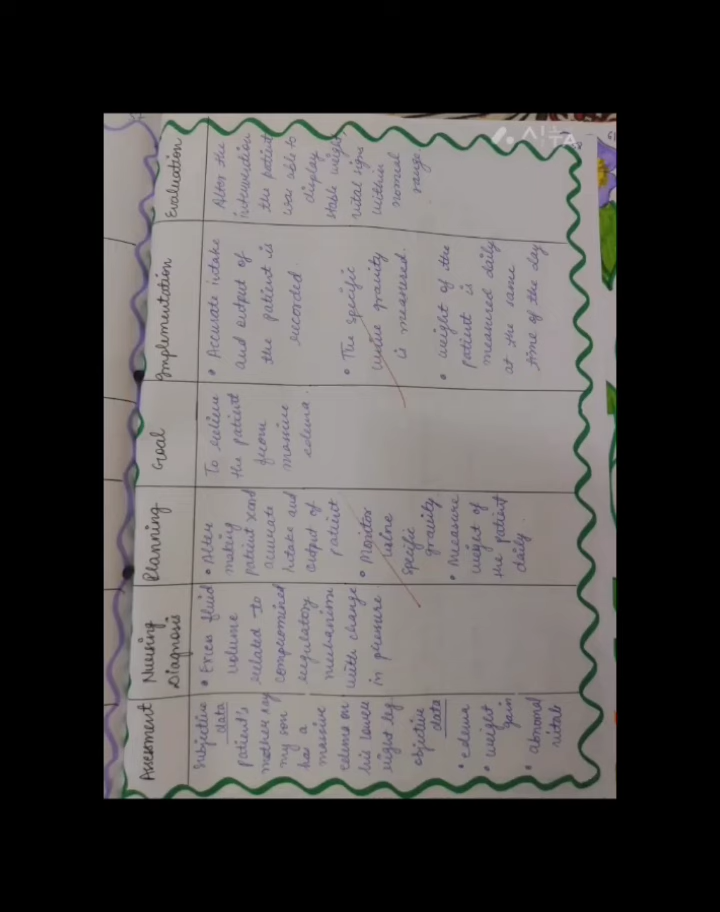 Assessment
Subjective
data
patient's
mother say
my son
has a
massive
edema on
his lower
right leg
objective
data
• edema
• weight
gain
• abnomal
vitals
Nursing
Diagnosis
• Excess fluid
volume
related to
compromised
regulatory
mechanism
with change
in pressure
Planning
• After
making
patient
accurate
intake and
output of
patient
• Monitor
urine
specific
gravity
• Measure
weight of
the patient
daily.
Goal
To relieve
the patient
from
massive
edema.
Implementation
• Accurate intake
and output of
the patient is
recorded.
• The specific
urine gravity
is measured.
• weight of the
patient is
measured daily
at the same
time of the day
Evaluation
After the
intervention
the patient
was able to
display
stable weight,
vital signs
within
normal
range